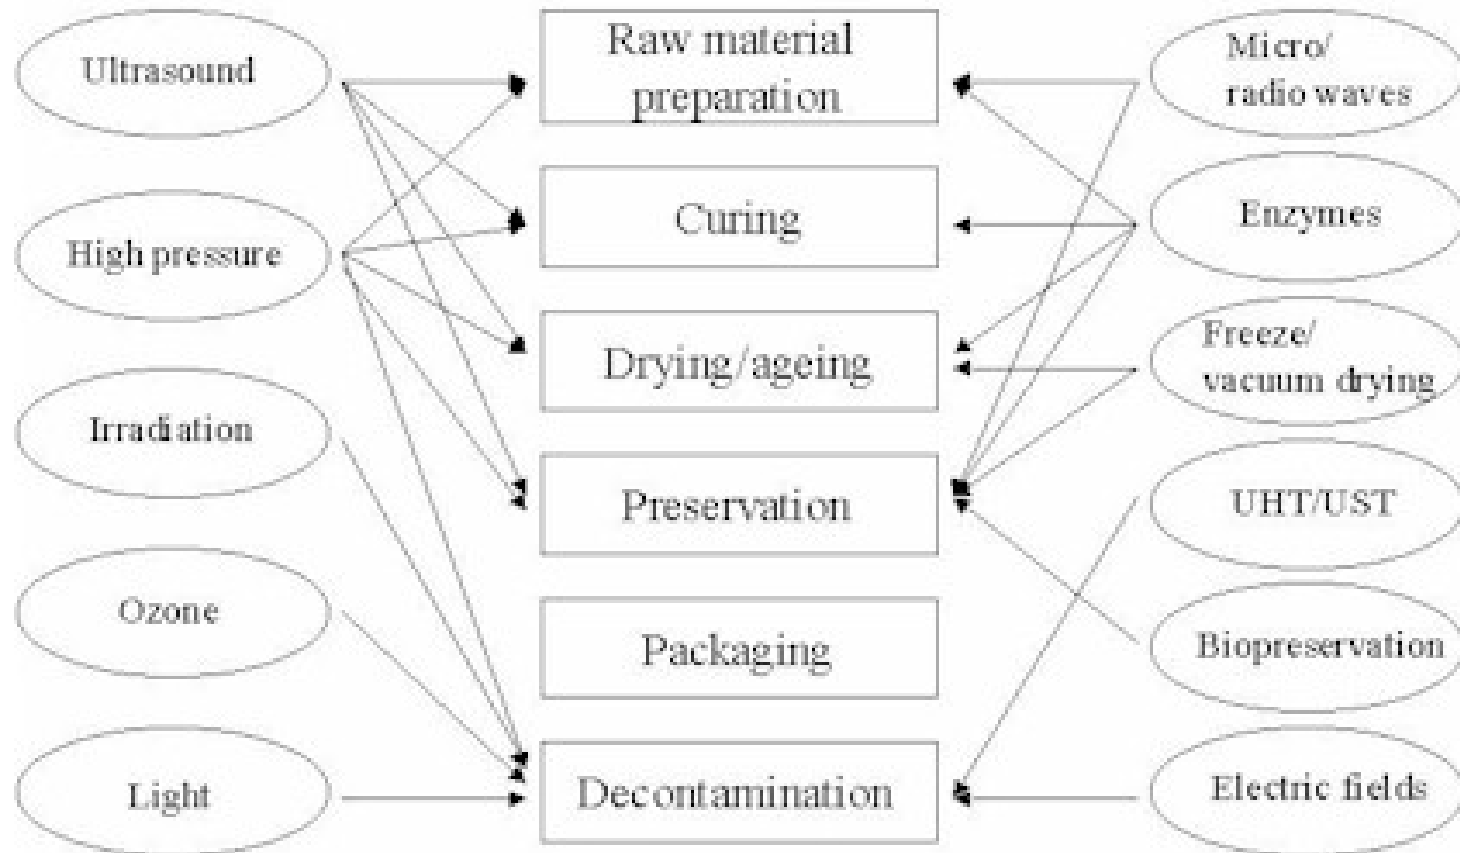 Ultrasound
High pressure
Irradiation
Ozone
Light
Raw material
preparation
Curing
Drying/ageing
Preservation
Packaging
Decontamination
Micro/
radio waves
Enzymes
Freeze/
vacuum drying
UHT/UST
Biopreservation
Electric fields